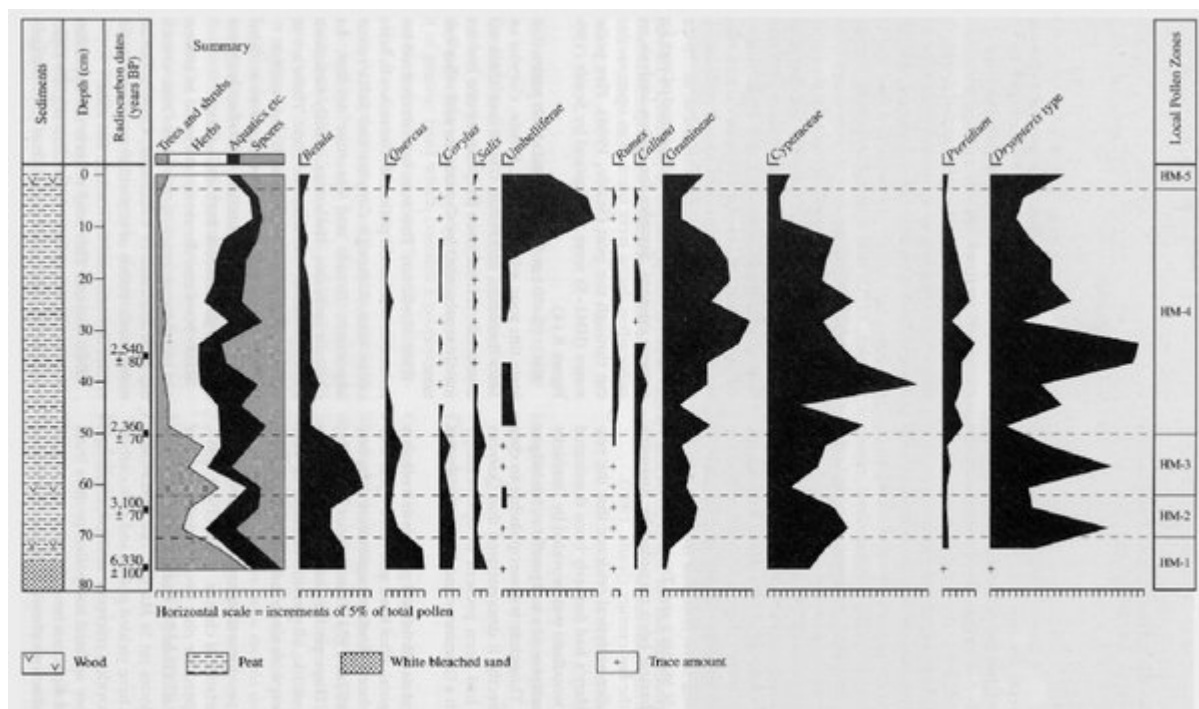 Summary
Sediments
Depth (cm)
Radiocarbon dates
(years BP)
Trees and shrubs
Herbs
Aquatics etc.
Spores
Betula
Quercus
Corylus
Salix
Umbelliferae
Rumex
Calluna
Gramineae
Cyperaceae
Pteridium
Dryopteris type
Local Pollen Zones
0
10
20
30
40
50
60
70
80
2,540
± 80
2,360
± 70
3,100
± 70
6,330
± 100
HM-5
HM-4
HM-3
HM-2
HM-1
Horizontal scale = increments of 5% of total pollen
Wood
Peat
White bleached sand
+ Trace amount